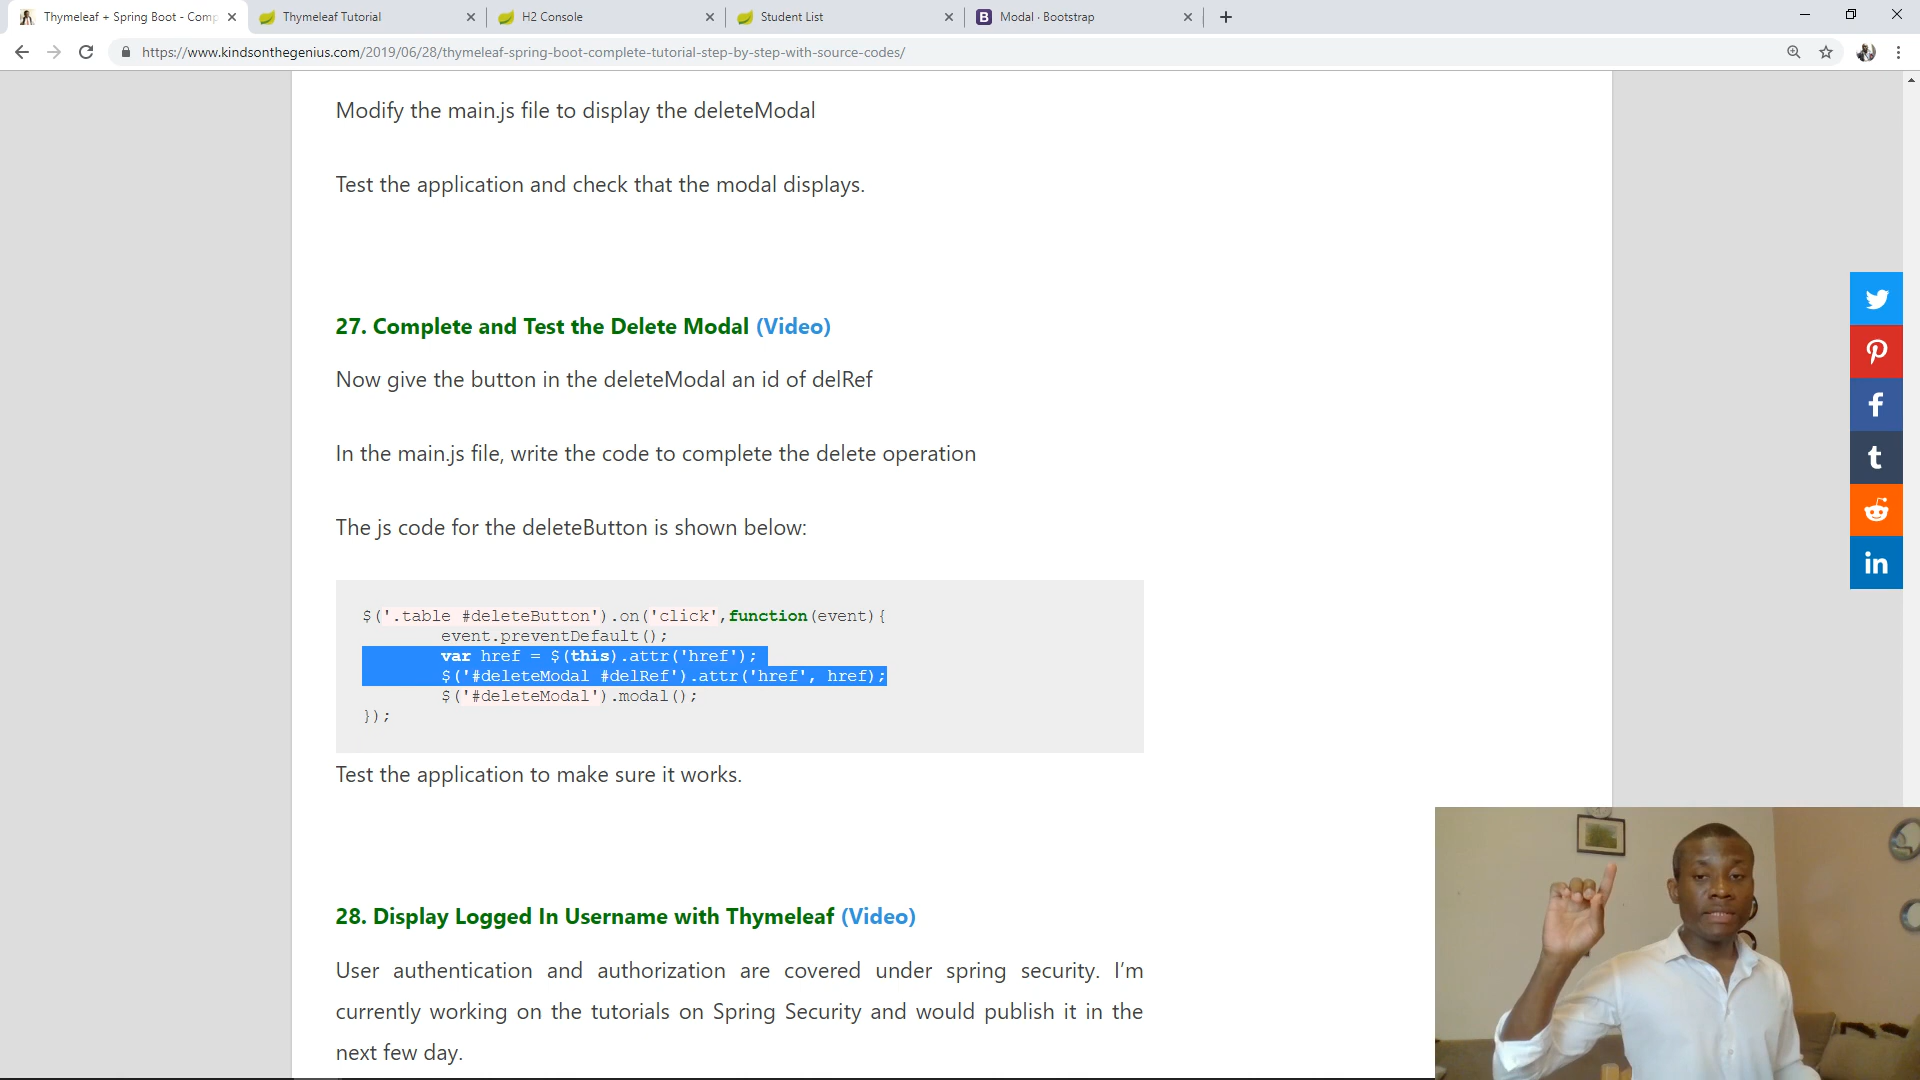 Thymeleaf + Spring Boot - Comp
Thymeleaf Tutorial
H2 Console
Student List
B Modal · Bootstrap
https://www.kindsonthegenius.com/2019/06/28/thymeleaf-spring-boot-complete-tutorial-step-by-step-with-source-codes/
Modify the main.js file to display the deleteModal
Test the application and check that the modal displays.
27. Complete and Test the Delete Modal (Video)
Now give the button in the deleteModal an id of delRef
In the main.js file, write the code to complete the delete operation
The js code for the deleteButton is shown below:
$('.table #deleteButton').on('click',function(event){
event.preventDefault();
var href = $(this).attr('href');
$('#deleteModal #delRef').attr('href', href);
$('#deleteModal').modal();
});
Test the application to make sure it works.
28. Display Logged In Username with Thymeleaf (Video)
User authentication and authorization are covered under spring security. I’m
currently working on the tutorials on Spring Security and would publish it in the
next few day.